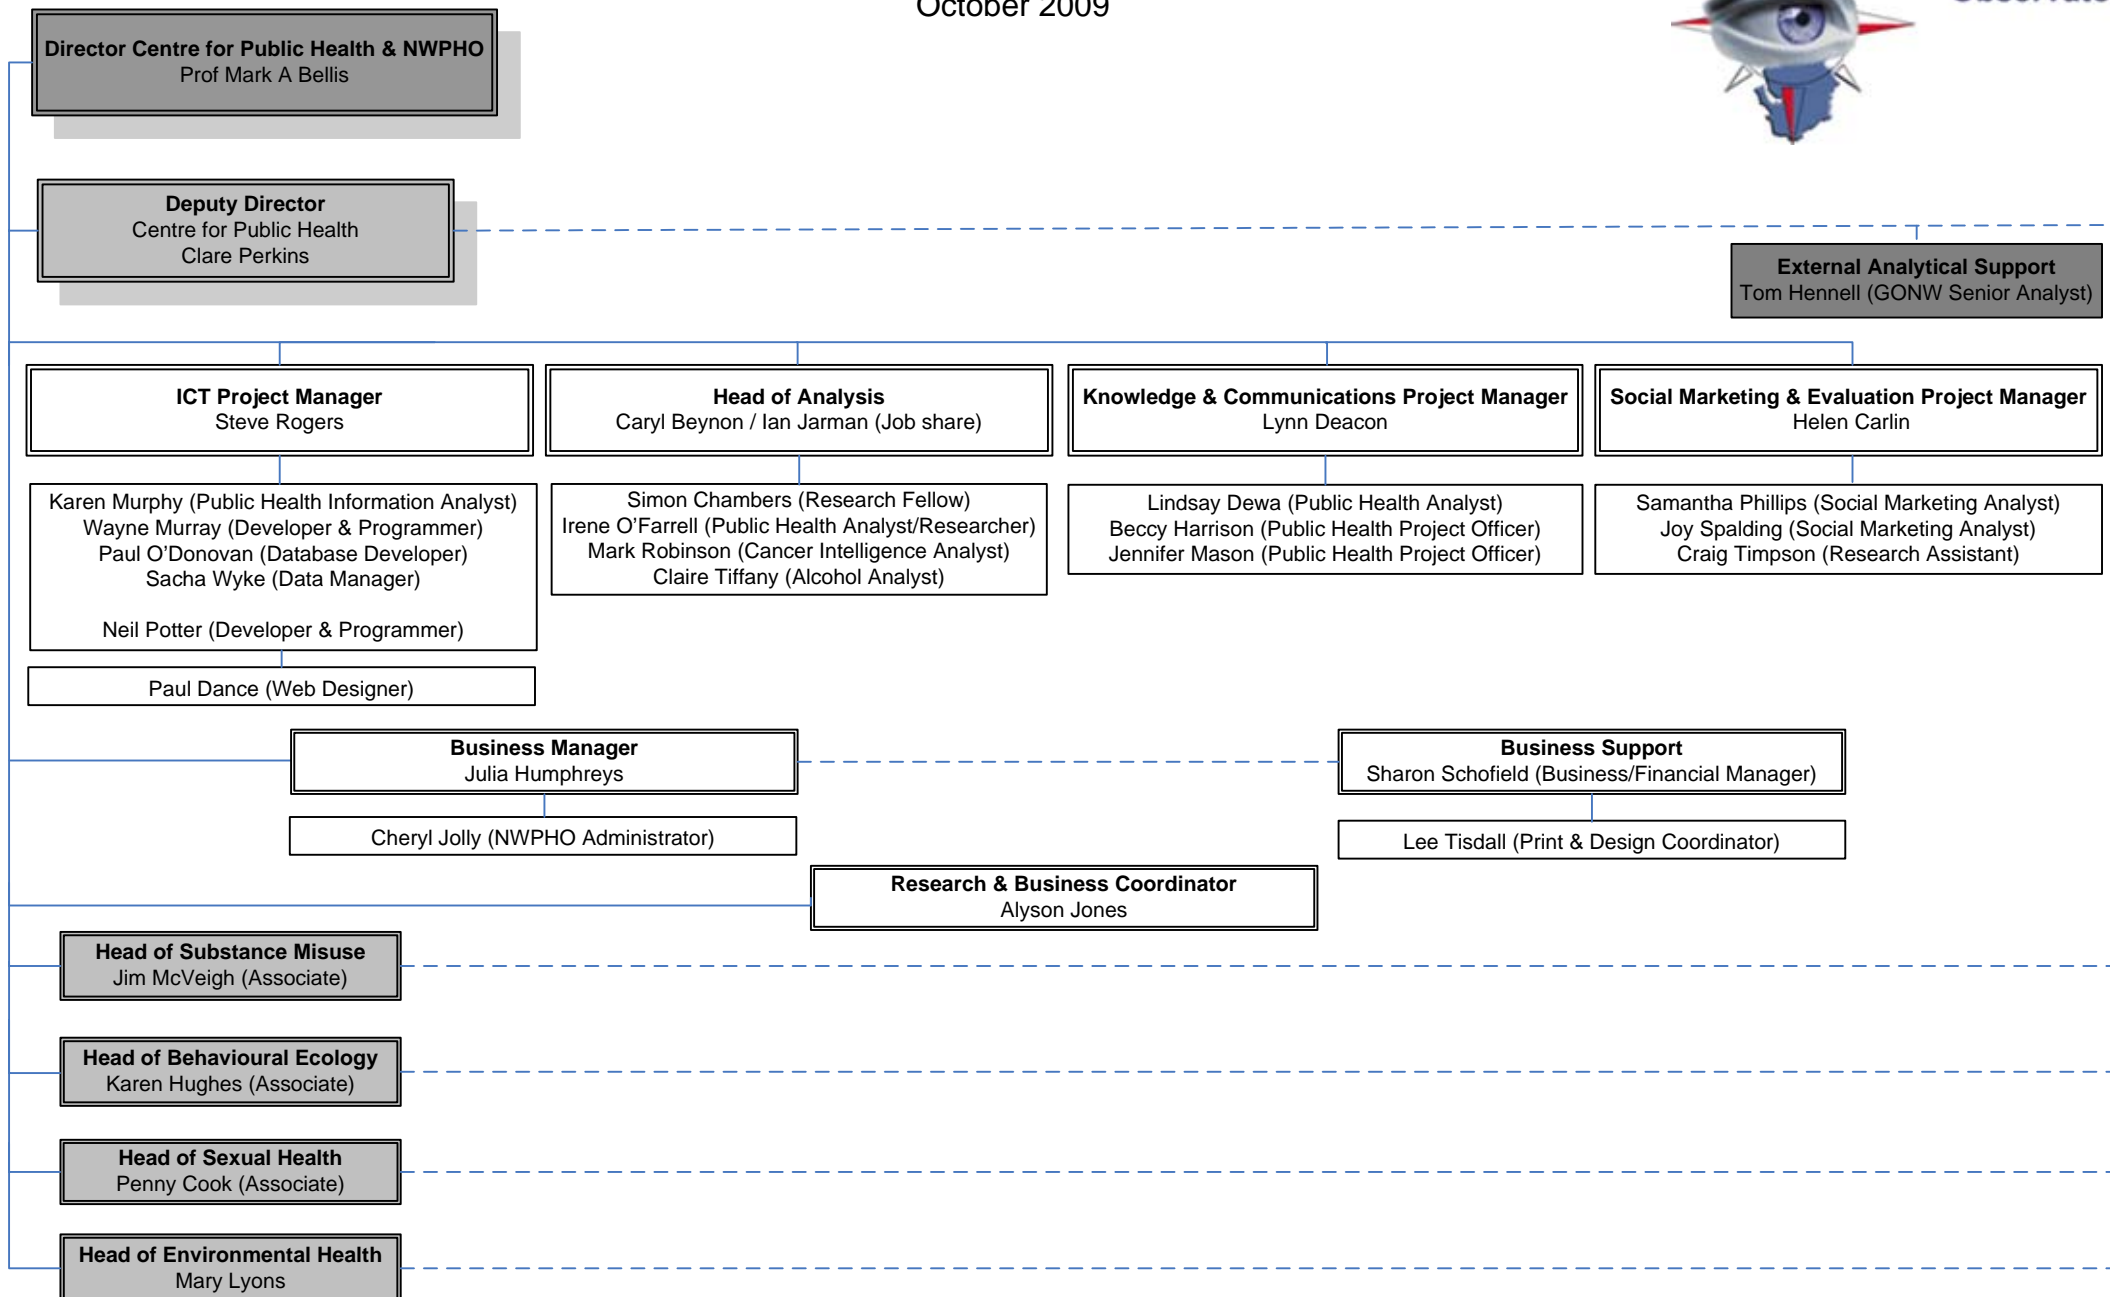 October 2009
Director Centre for Public Health & NWPHO
Prof Mark A Bellis
Deputy Director
Centre for Public Health
Clare Perkins
External Analytical Support
Tom Hennell (GONW Senior Analyst)
ICT Project Manager
Steve Rogers
Head of Analysis
Caryl Beynon / Ian Jarman (Job share)
Knowledge & Communications Project Manager
Lynn Deacon
Social Marketing & Evaluation Project Manager
Helen Carlin
Karen Murphy (Public Health Information Analyst)
Wayne Murray (Developer & Programmer)
Paul O’Donovan (Database Developer)
Sacha Wyke (Data Manager)
Neil Potter (Developer & Programmer)
Simon Chambers (Research Fellow)
Irene O’Farrell (Public Health Analyst/Researcher)
Mark Robinson (Cancer Intelligence Analyst)
Claire Tiffany (Alcohol Analyst)
Lindsay Dewa (Public Health Analyst)
Beccy Harrison (Public Health Project Officer)
Jennifer Mason (Public Health Project Officer)
Samantha Phillips (Social Marketing Analyst)
Joy Spalding (Social Marketing Analyst)
Craig Timpson (Research Assistant)
Paul Dance (Web Designer)
Business Manager
Julia Humphreys
Business Support
Sharon Schofield (Business/Financial Manager)
Cheryl Jolly (NWPHO Administrator)
Lee Tisdall (Print & Design Coordinator)
Research & Business Coordinator
Alyson Jones
Head of Substance Misuse
Jim McVeigh (Associate)
Head of Behavioural Ecology
Karen Hughes (Associate)
Head of Sexual Health
Penny Cook (Associate)
Head of Environmental Health
Mary Lyons